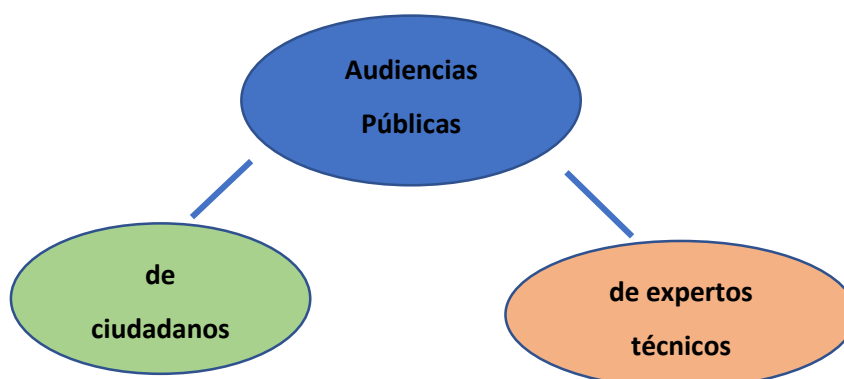 Audiencias
Públicas
de
ciudadanos
de expertos
técnicos